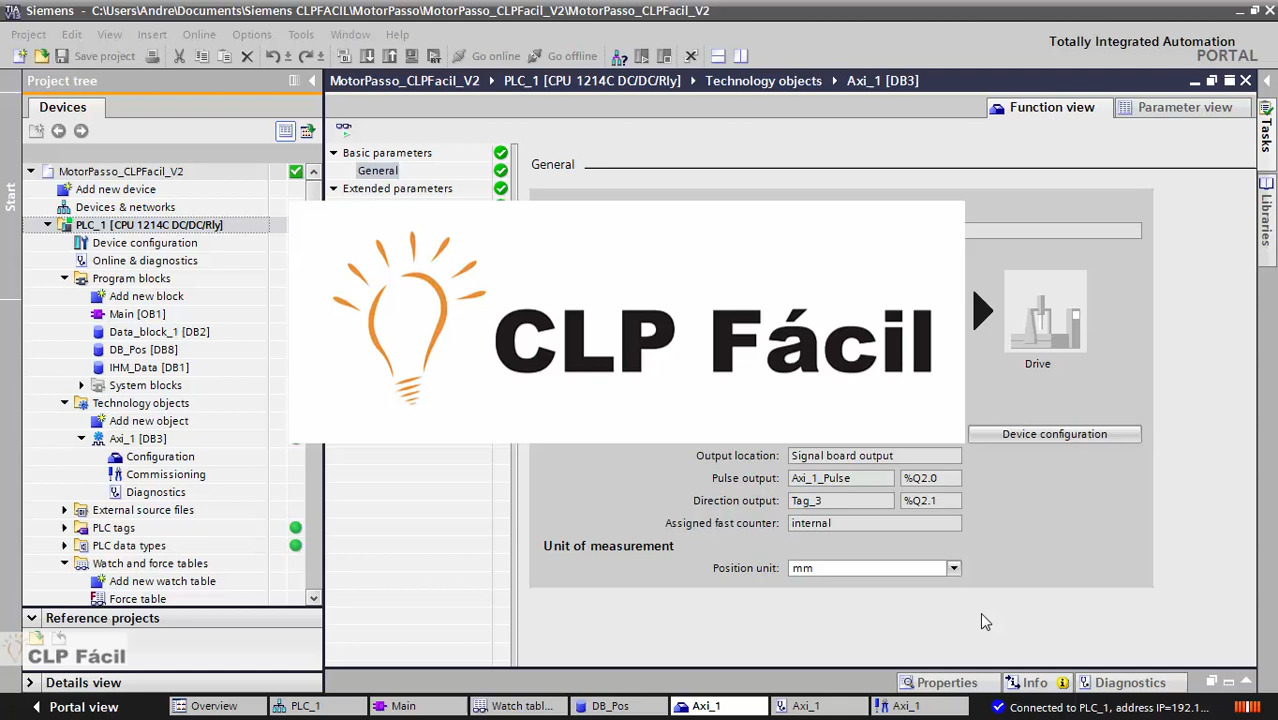 TIA
V13
Siemens - C:\Users\Andre\Documents\Siemens CLPFACIL\MotorPasso\MotorPasso_CLPFacil_V2\MotorPasso_CLPFacil_V2
Project Edit View Insert Online Options Tools Window Help
Totally Integrated Automation
PORTAL
Save project
Go online
Go offline
Project tree
MotorPasso_CLPFacil_V2 PLC_1 [CPU 1214C DC/DC/Rly] Technology objects Axi_1 [DB3]
Devices
Function view
Parameter view
Start
Tasks
Libraries
MotorPasso_CLPFacil_V2
Add new device
Devices & networks
PLC_1 [CPU 1214C DC/DC/Rly]
Device configuration
Online & diagnostics
Program blocks
Add new block
Main [OB1]
Data_block_1 [DB2]
DB_Pos [DB8]
IHM_Data [DB1]
System blocks
Technology objects
Add new object
Axi_1 [DB3]
Configuration
Commissioning
Diagnostics
External source files
PLC tags
PLC data types
Watch and force tables
Add new watch table
Force table
Reference projects
CLP Fácil
Details view
Basic parameters
General
Extended parameters
General
CLP Fácil
Drive
Device configuration
Output location: Signal board output
Pulse output: Axi_1_Pulse %Q2.0
Direction output: Tag_3 %Q2.1
Assigned fast counter: internal
Unit of measurement
Position unit: mm
Properties
Info
Diagnostics
Portal view
Overview
PLC_1
Main
Watch tabl...
DB_Pos
Axi_1
Axi_1
Axi_1
Connected to PLC_1, address IP=192.1...